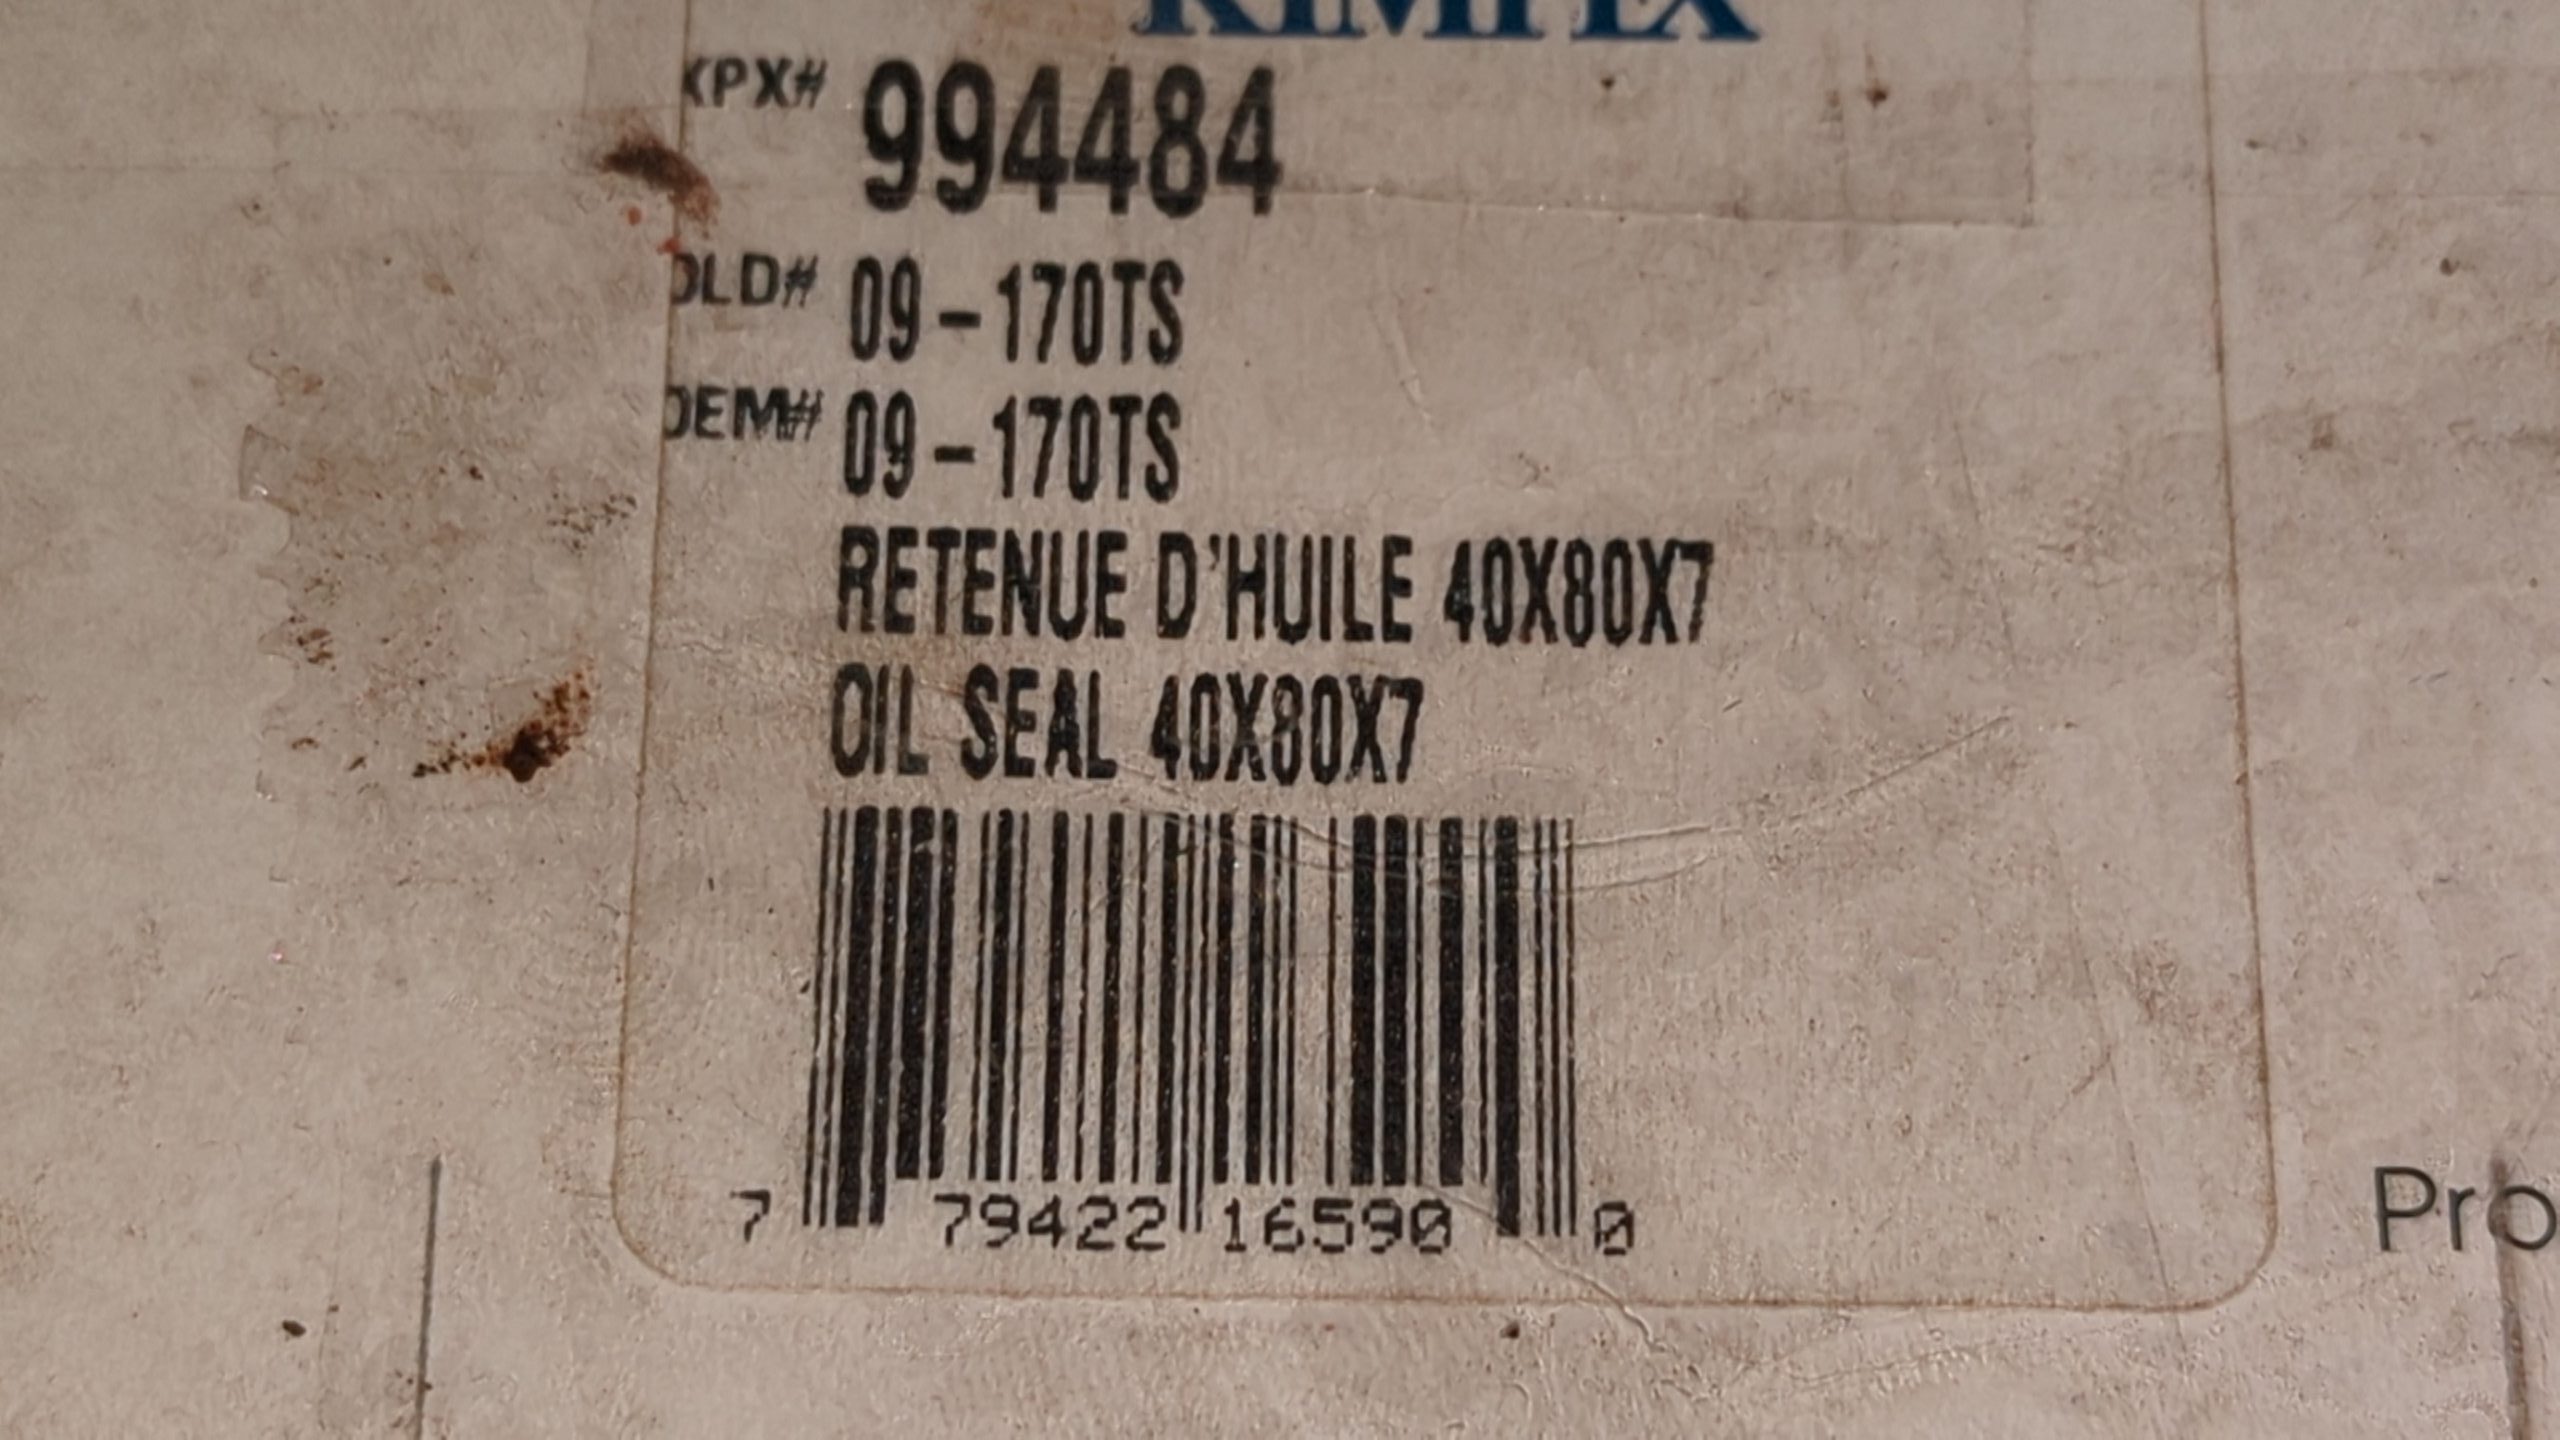 KIMPEX
KPX# 994484
OLD# 09-170TS
OEM# 09-170TS
RETENUE D'HUILE 40X80X7
OIL SEAL 40X80X7
7 79422 16590 0
Pro